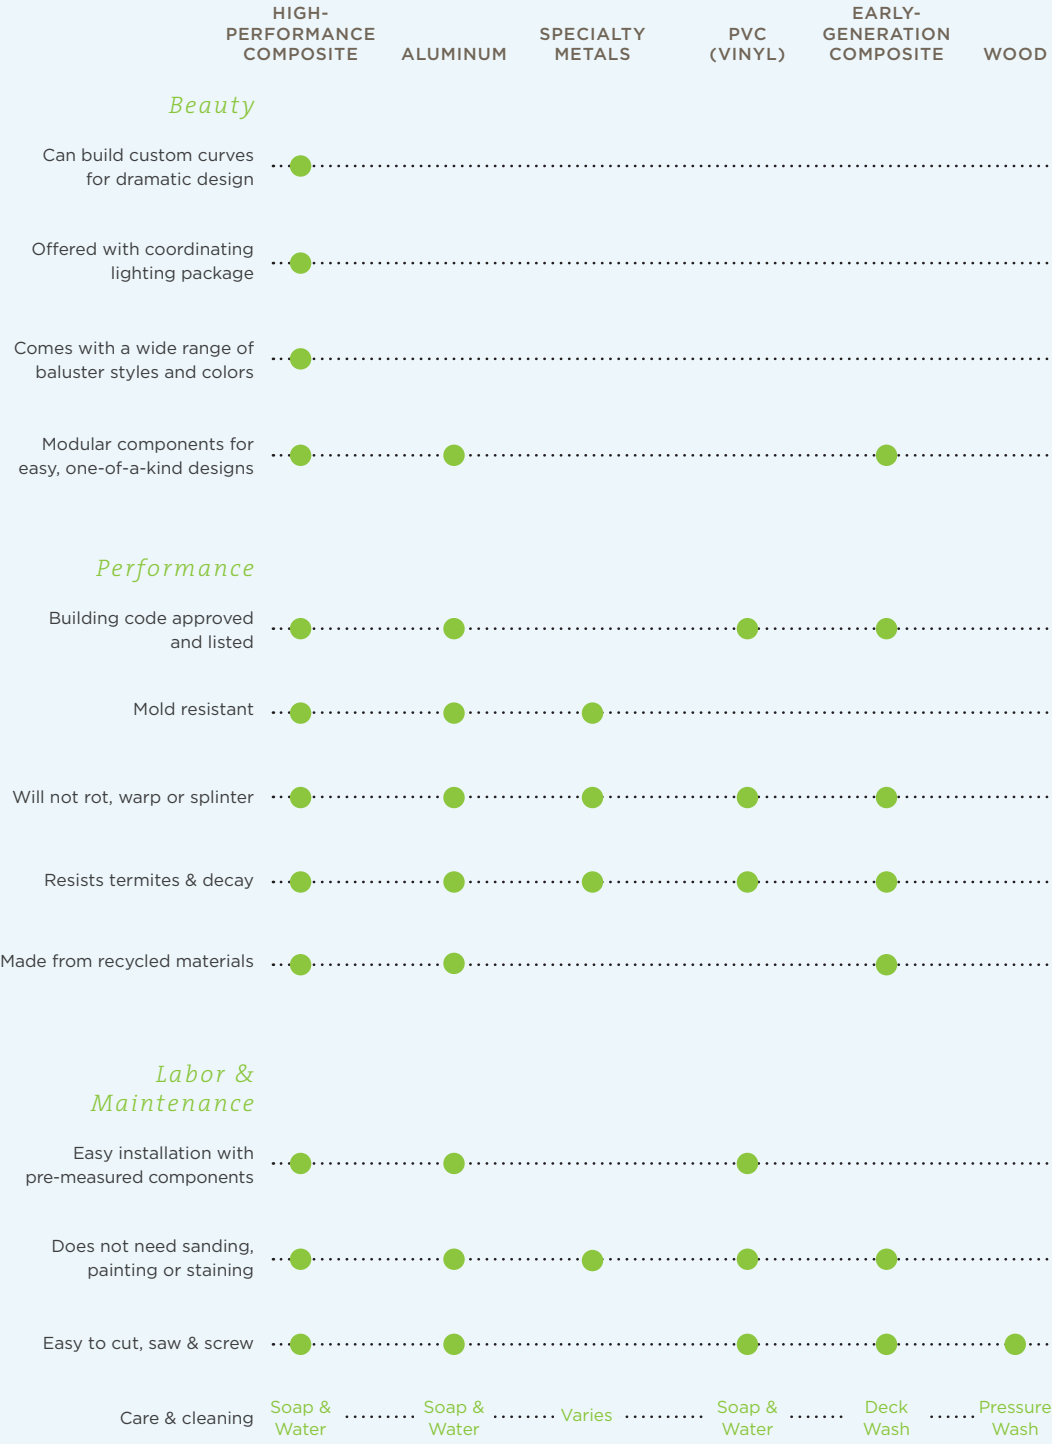 HIGH-
PERFORMANCE
COMPOSITE
ALUMINUM
SPECIALTY
METALS
PVC
(VINYL)
EARLY-
GENERATION
COMPOSITE
WOOD
Beauty
Can build custom curves
for dramatic design
Offered with coordinating
lighting package
Comes with a wide range of
baluster styles and colors
Modular components for
easy, one-of-a-kind designs
Performance
Building code approved
and listed
Mold resistant
Will not rot, warp or splinter
Resists termites & decay
Made from recycled materials
Labor &
Maintenance
Easy installation with
pre-measured components
Does not need sanding,
painting or staining
Easy to cut, saw & screw
Care & cleaning
Soap &
Water
Soap &
Water
Varies
Soap &
Water
Deck
Wash
Pressure
Wash